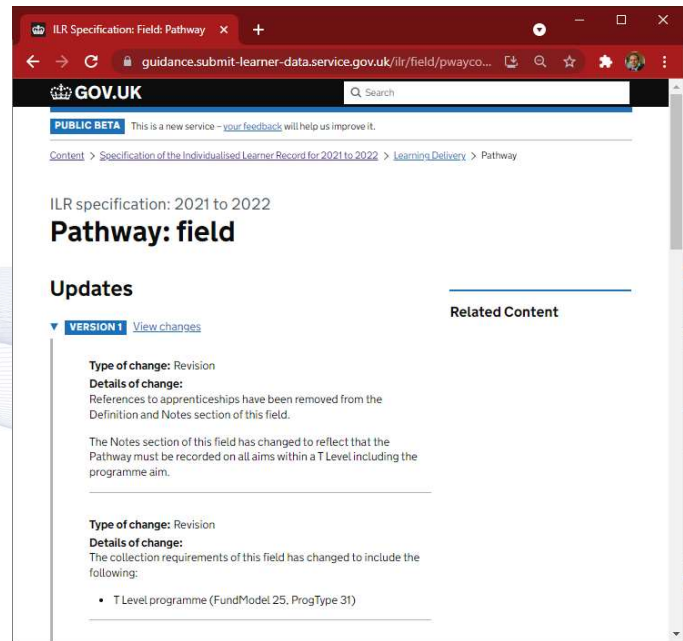 ILR Specification: Field: Pathway
guidance.submit-learner-data.service.gov.uk/ilr/field/pwayco...
GOV.UK
Search
PUBLIC BETA This is a new service – your feedback will help us improve it.
Content > Specification of the Individualised Learner Record for 2021 to 2022 > Learning Delivery > Pathway
ILR specification: 2021 to 2022
Pathway: field
Updates
Related Content
VERSION 1 View changes
Type of change: Revision
Details of change:
References to apprenticeships have been removed from the
Definition and Notes section of this field.
The Notes section of this field has changed to reflect that the
Pathway must be recorded on all aims within a T Level including the
programme aim.
Type of change: Revision
Details of change:
The collection requirements of this field has changed to include the
following:
• T Level programme (FundModel 25, ProgType 31)